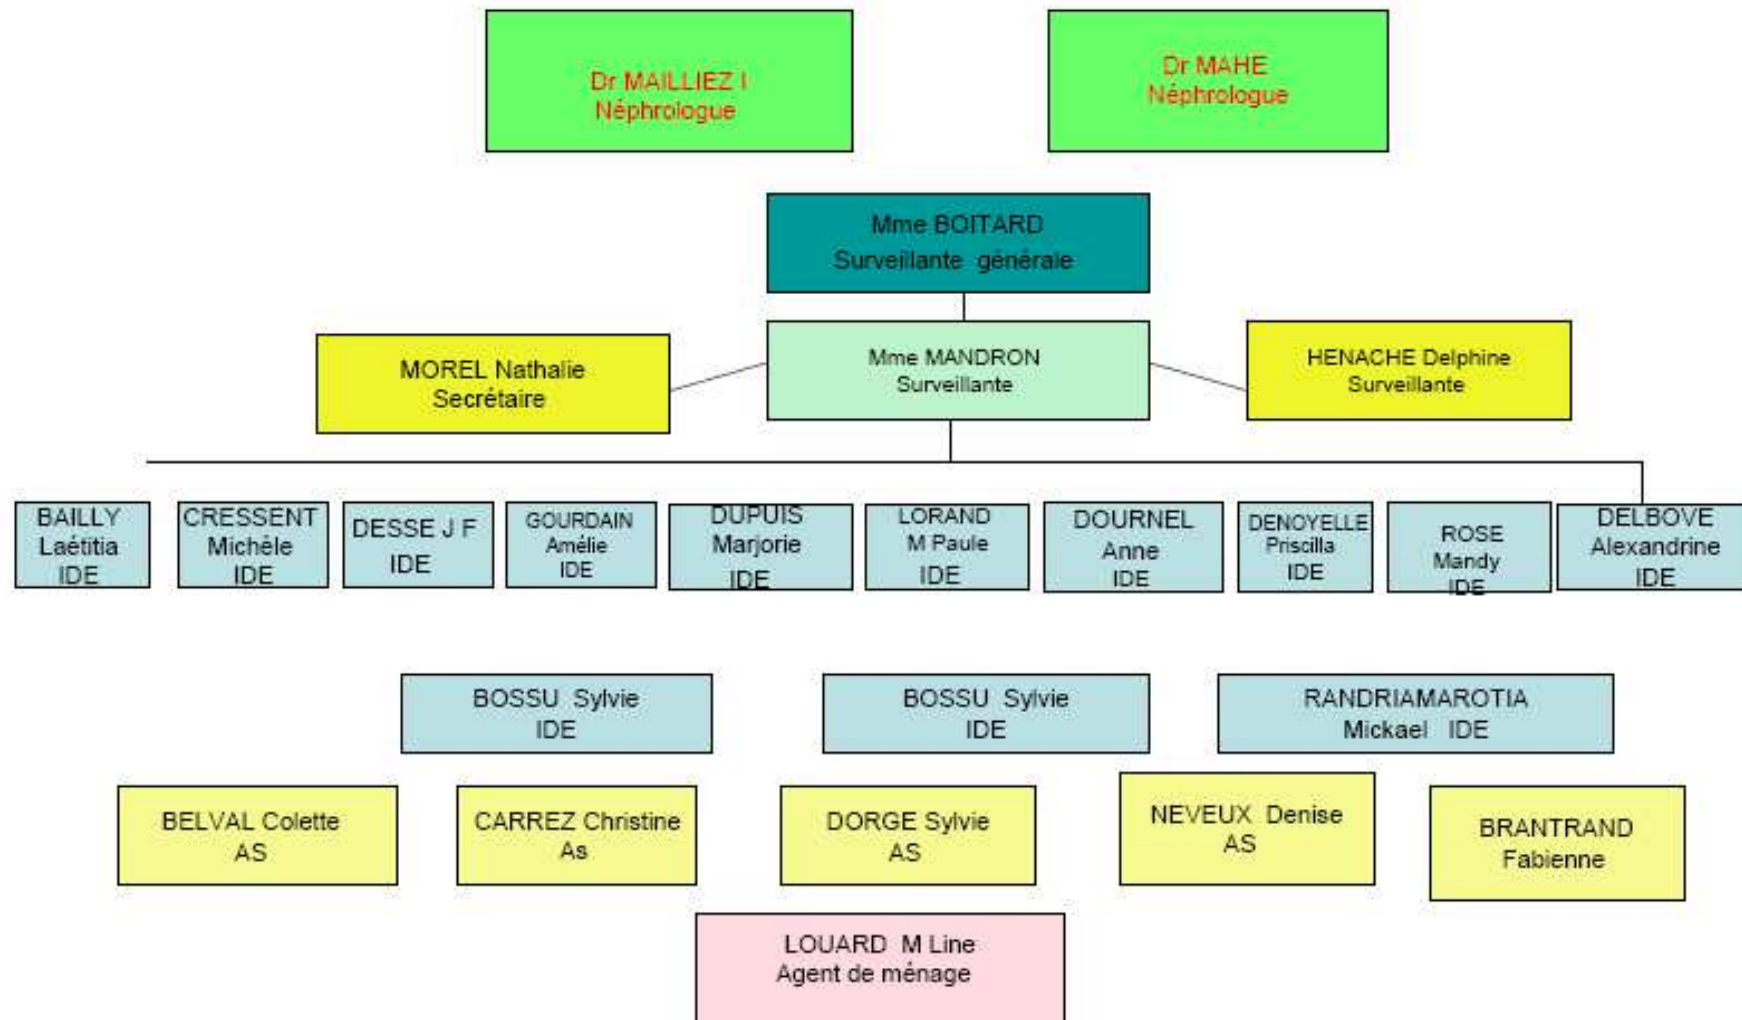 Dr MAILLIEZ I
Néphrologue
Dr MAHE
Néphrologue
Mme BOITARD
Surveillante générale
MOREL Nathalie
Secrétaire
Mme MANDRON
Surveillante
HENACHE Delphine
Surveillante
BAILLY
Laétitia
IDE
CRESSENT
Michèle
IDE
DESSE J F
IDE
GOURDAIN
Amélie
IDE
DUPUIS
Marjorie
IDE
LORAND
M Paule
IDE
DOURNEL
Anne
IDE
DENOYELLE
Priscilla
IDE
ROSE
Mandy
IDE
DELBOVE
Alexandrine
IDE
BOSSU Sylvie
IDE
BOSSU Sylvie
IDE
RANDRIAMAROTIA
Mickael IDE
BELVAL Colette
AS
CARREZ Christine
As
DORGE Sylvie
AS
NEVEUX Denise
AS
BRANTRAND
Fabienne
LOUARD M Line
Agent de ménage